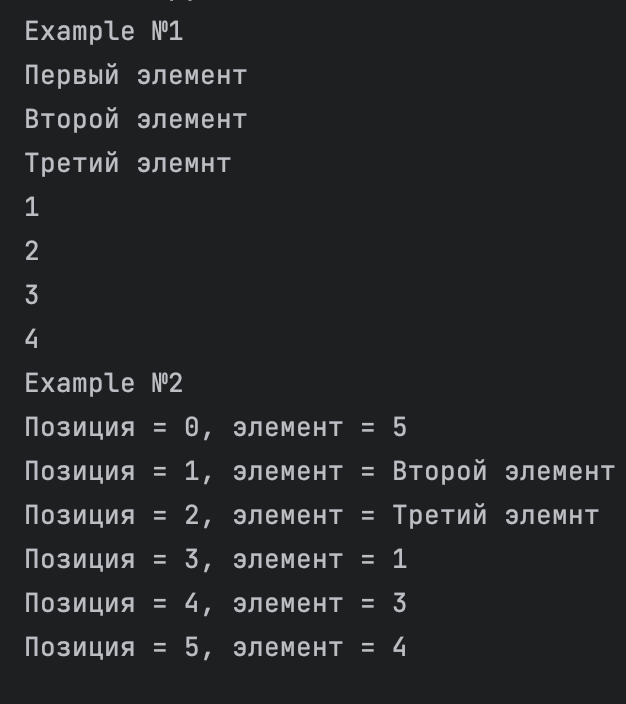 Example №1
Первый элемент
Второй элемент
Третий элемнт
1
2
3
4
Example №2
Позиция = 0, элемент = 5
Позиция = 1, элемент = Второй элемент
Позиция = 2, элемент = Третий элемнт
Позиция = 3, элемент = 1
Позиция = 4, элемент = 3
Позиция = 5, элемент = 4